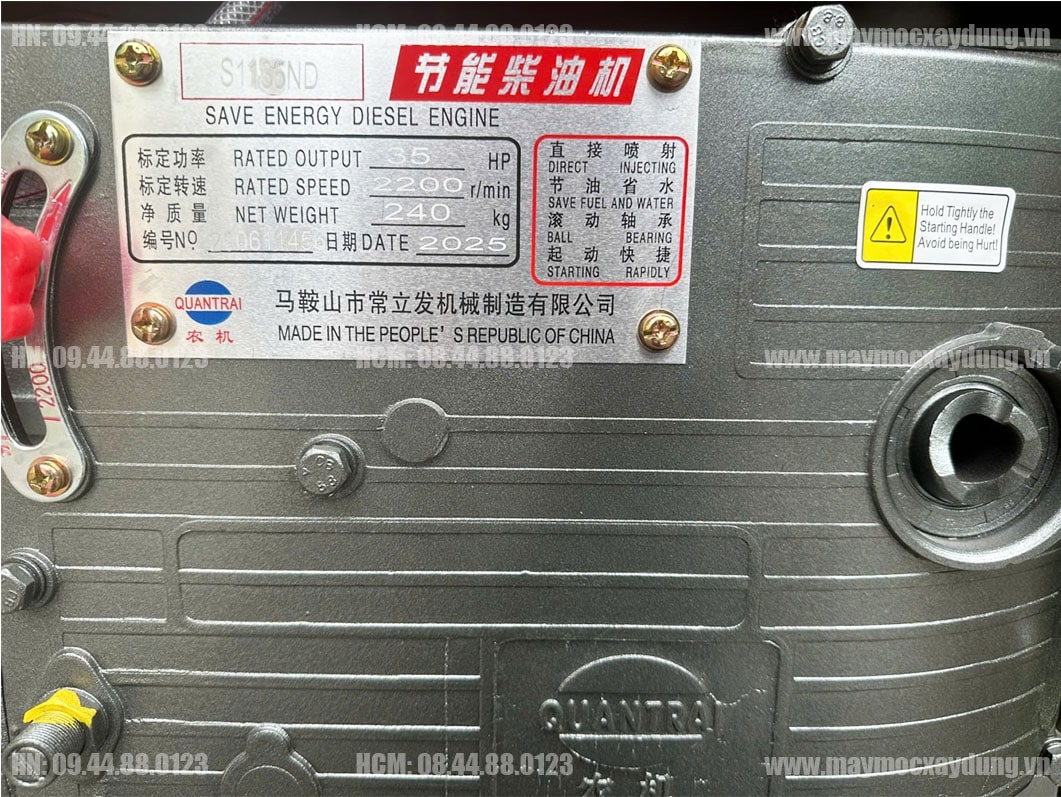 HN: 09.44.88.0123
HCM: 08.44.88.0123
www.maymocxaydung.vn
节能柴油机
SAVE ENERGY DIESEL ENGINE
标定功率 RATED OUTPUT 35 HP
标定转速 RATED SPEED 2200 r/min
净质量 NET WEIGHT 240 kg
编号NO. 日期DATE 2025
直接喷射
DIRECT INJECTING
节油省水
SAVE FUEL AND WATER
滚动轴承
BALL BEARING
起动快捷
STARTING RAPIDLY
QUANTRAI
农机
马鞍山市常立发机械制造有限公司
MADE IN THE PEOPLE'S REPUBLIC OF CHINA
Hold Tightly the
Starting Handle!
Avoid being Hurt!
HN: 09.44.88.0123
HCM: 08.44.88.0123
www.maymocxaydung.vn
2200
8.8
QUANTRAI
农机
HN: 09.44.88.0123
HCM: 08.44.88.0123
www.maymocxaydung.vn